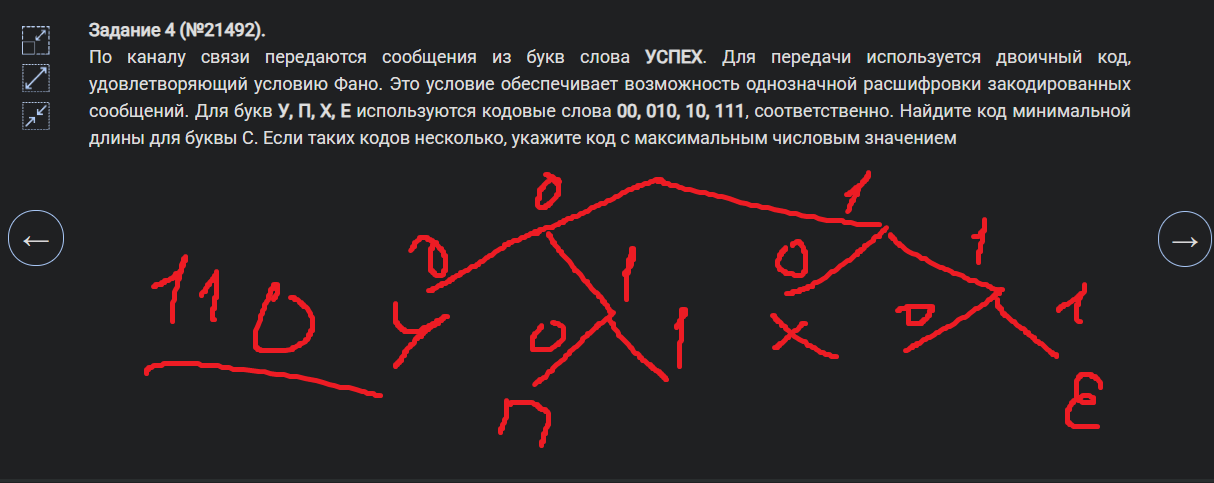 Задание 4 (№21492).
По каналу связи передаются сообщения из букв слова УСПЕХ. Для передачи используется двоичный код,
удовлетворяющий условию Фано. Это условие обеспечивает возможность однозначной расшифровки закодированных
сообщений. Для букв У, П, Х, Е используются кодовые слова 00, 010, 10, 111, соответственно. Найдите код минимальной
длины для буквы С. Если таких кодов несколько, укажите код с максимальным числовым значением
0 1
0 1 0 1
110 У 0 1 Х 0 1
П Е